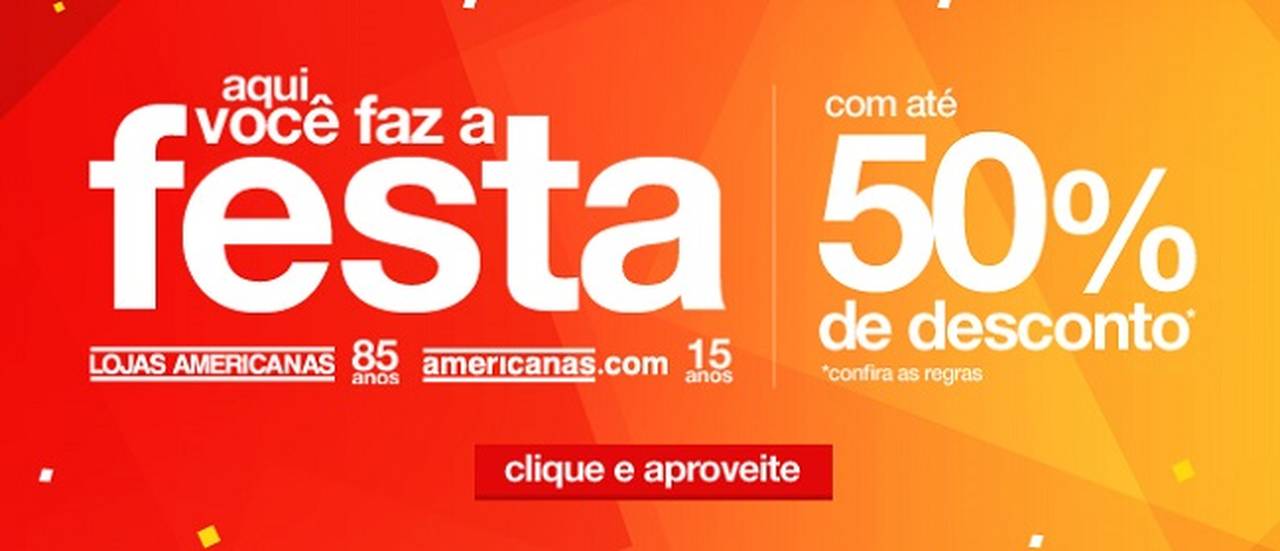 aqui
você faz a
festa
LOJAS AMERICANAS 85 anos americanas.com 15 anos
com até
50%
de desconto*
*confira as regras
clique e aproveite